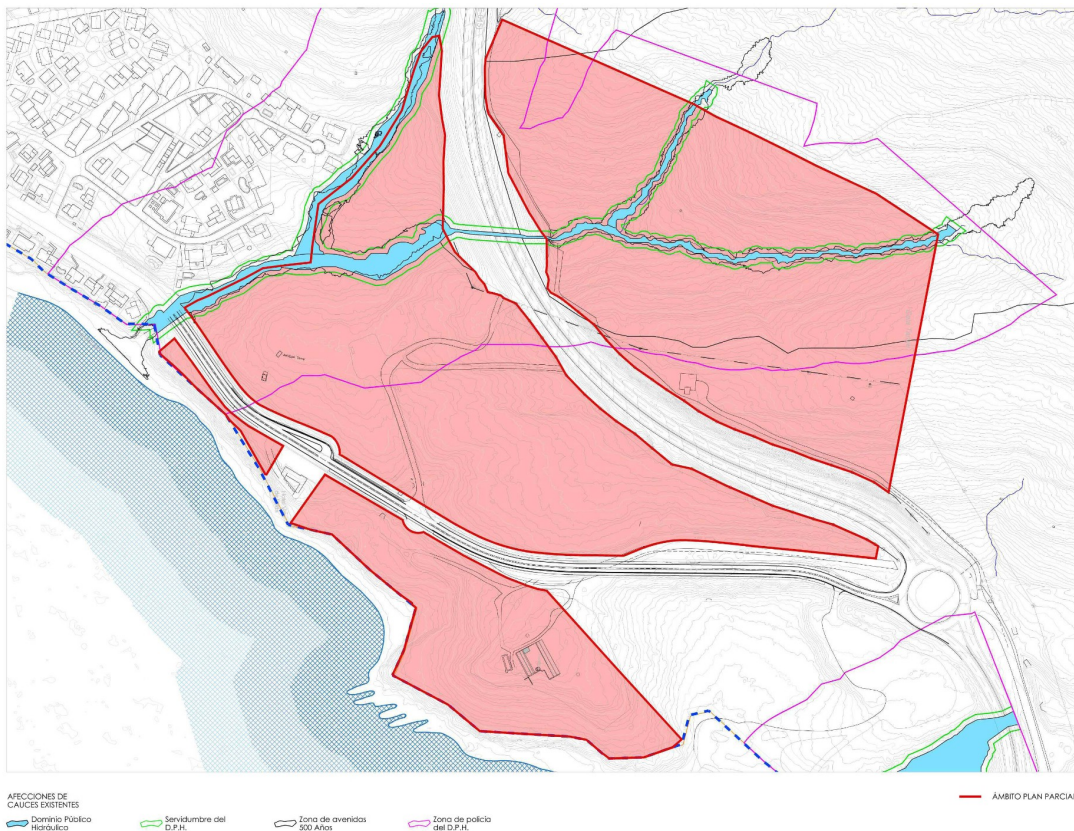 AFECCIONES DE
CAUCES EXISTENTES
Dominio Público
Hidráulico
Servidumbre del
D.P.H.
Zona de avenidas
500 Años
Zona de policía
del D.P.H.
ÁMBITO PLAN PARCIAL